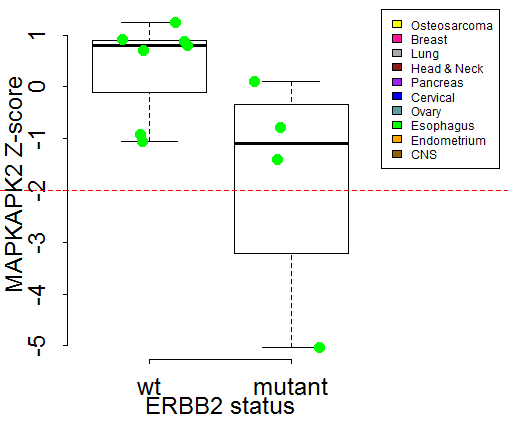 MAPKAPK2 Z-score
1
0
-1
-2
-3
-4
-5
wt
mutant
ERBB2 status
Osteosarcoma
Breast
Lung
Head & Neck
Pancreas
Cervical
Ovary
Esophagus
Endometrium
CNS